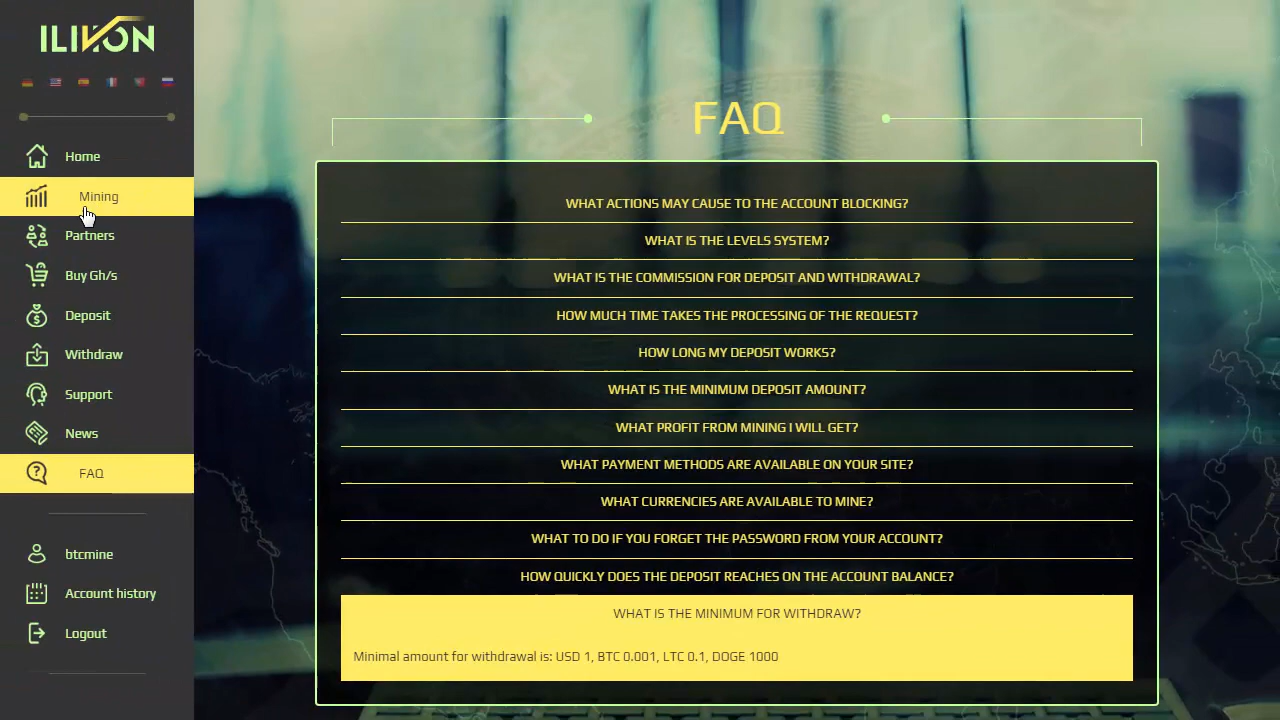 ILIVON
Home
Mining
Partners
Buy Gh/s
Deposit
Withdraw
Support
News
FAQ
btcmine
Account history
Logout
FAQ
WHAT ACTIONS MAY CAUSE TO THE ACCOUNT BLOCKING?
WHAT IS THE LEVELS SYSTEM?
WHAT IS THE COMMISSION FOR DEPOSIT AND WITHDRAWAL?
HOW MUCH TIME TAKES THE PROCESSING OF THE REQUEST?
HOW LONG MY DEPOSIT WORKS?
WHAT IS THE MINIMUM DEPOSIT AMOUNT?
WHAT PROFIT FROM MINING I WILL GET?
WHAT PAYMENT METHODS ARE AVAILABLE ON YOUR SITE?
WHAT CURRENCIES ARE AVAILABLE TO MINE?
WHAT TO DO IF YOU FORGET THE PASSWORD FROM YOUR ACCOUNT?
HOW QUICKLY DOES THE DEPOSIT REACHES ON THE ACCOUNT BALANCE?
WHAT IS THE MINIMUM FOR WITHDRAW?
Minimal amount for withdrawal is: USD 1, BTC 0.001, LTC 0.1, DOGE 1000